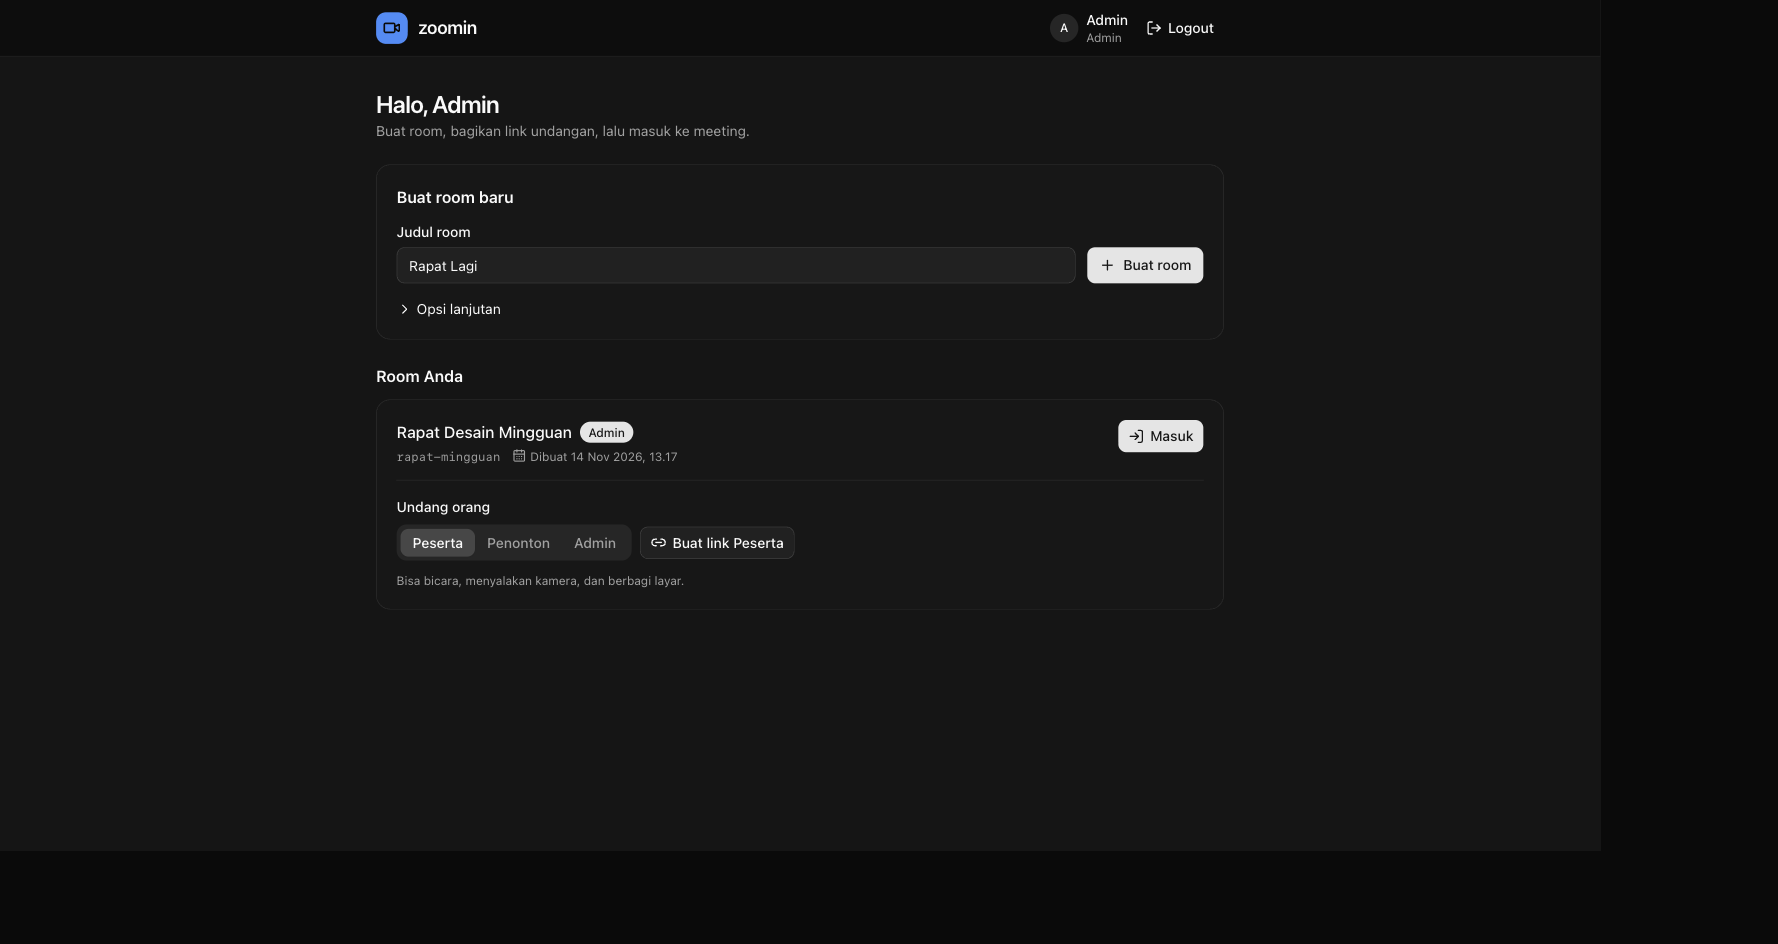 zoomin
A
Admin
Admin
Logout
Halo, Admin
Buat room, bagikan link undangan, lalu masuk ke meeting.
Buat room baru
Judul room
Rapat Lagi
Buat room
Opsi lanjutan
Room Anda
Rapat Desain Mingguan Admin
Masuk
rapat-mingguan Dibuat 14 Nov 2026, 13.17
Undang orang
Peserta Penonton Admin Buat link Peserta
Bisa bicara, menyalakan kamera, dan berbagi layar.